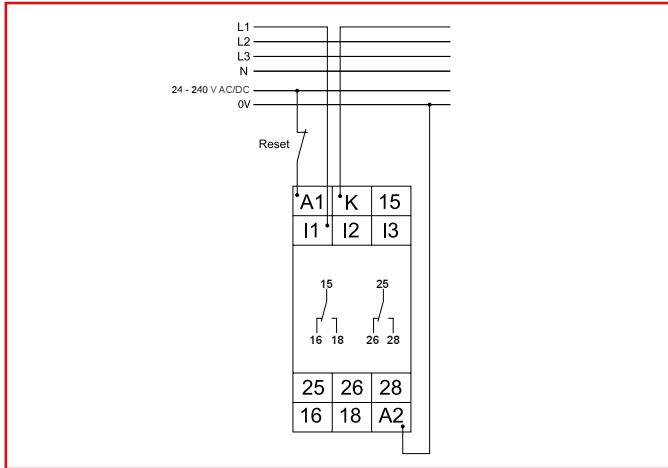 L1
L2
L3
N
24 - 240 V AC/DC
0V
Reset
A1 K 15
I1 I2 I3
15 25
16 18 26 28
25 26 28
16 18 A2